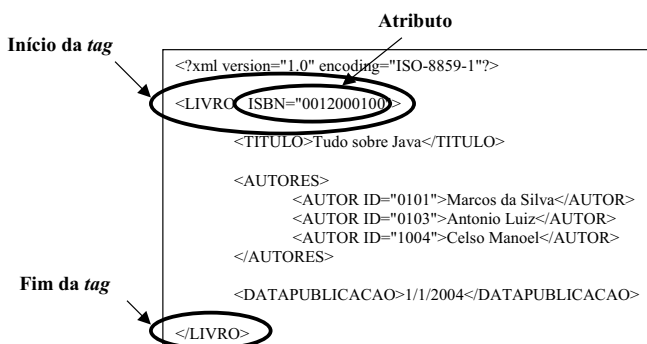 Atributo
Início da tag
<?xml version="1.0" encoding="ISO-8859-1"?>
<LIVRO ISBN="0012000100">
<TITULO>Tudo sobre Java</TITULO>
<AUTORES>
<AUTOR ID="0101">Marcos da Silva</AUTOR>
<AUTOR ID="0103">Antonio Luiz</AUTOR>
<AUTOR ID="1004">Celso Manoel</AUTOR>
</AUTORES>
Fim da tag
<DATAPUBLICACAO>1/1/2004</DATAPUBLICACAO>
</LIVRO>